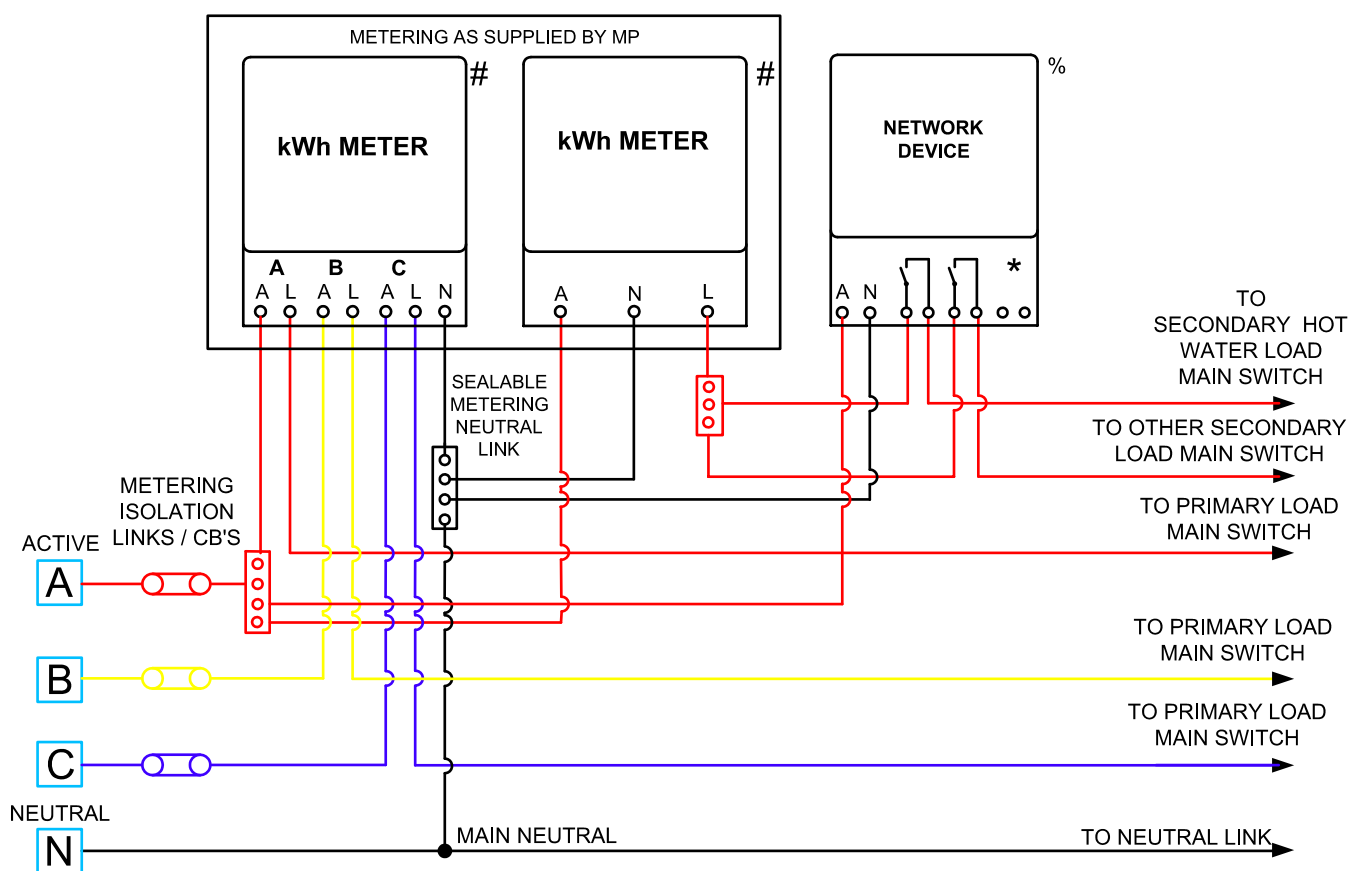 METERING AS SUPPLIED BY MP
#
#
%
kWh METER
kWh METER
NETWORK
DEVICE
A B C
A L A L A L N
A N L
A N
*
TO
SECONDARY HOT
WATER LOAD
MAIN SWITCH
SEALABLE
METERING
NEUTRAL
LINK
TO OTHER SECONDARY
LOAD MAIN SWITCH
METERING
ISOLATION
LINKS / CB'S
TO PRIMARY LOAD
MAIN SWITCH
ACTIVE
A
TO PRIMARY LOAD
MAIN SWITCH
B
TO PRIMARY LOAD
MAIN SWITCH
C
NEUTRAL
N
MAIN NEUTRAL
TO NEUTRAL LINK